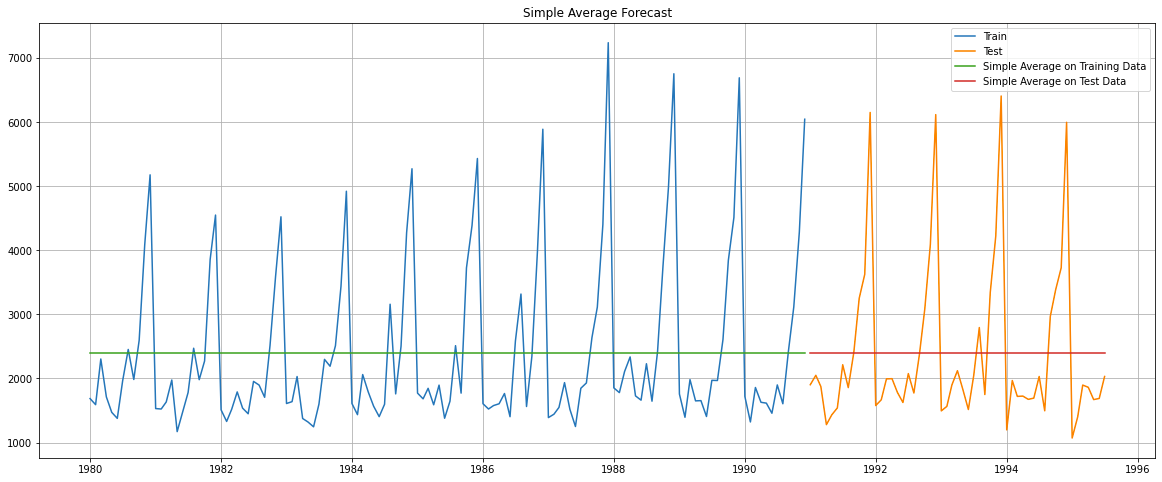 Simple Average Forecast
Train
Test
Simple Average on Training Data
Simple Average on Test Data
7000
6000
5000
4000
3000
2000
1000
1980 1982 1984 1986 1988 1990 1992 1994 1996